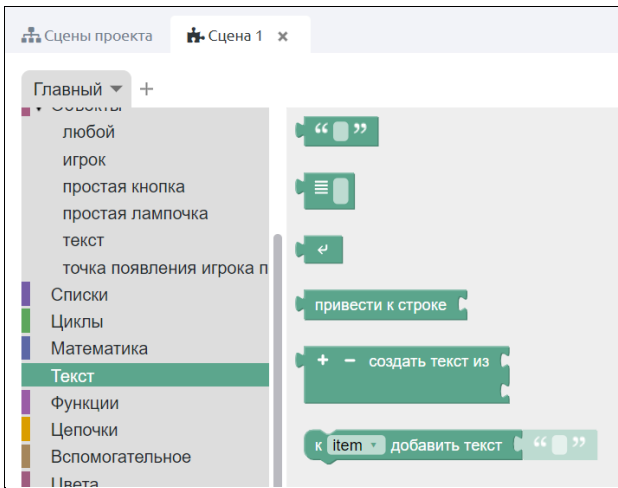 Сцены проекта Сцена 1 ×
Главный +
Объекты
любой
игрок
простая кнопка
простая лампочка
текст
точка появления игрока п
Списки
Циклы
Математика
Текст
Функции
Цепочки
Вспомогательное
Цвета
“ ”
привести к строке
+ − создать текст из
к item добавить текст “ ”